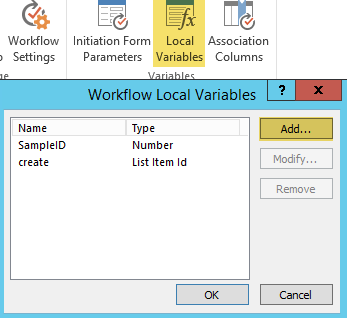 Workflow Initiation Form Local Association
Settings Parameters Variables Columns
Variables
Workflow Local Variables ? x
Name Type Add...
SampleID Number
create List Item Id Modify...
Remove
OK Cancel